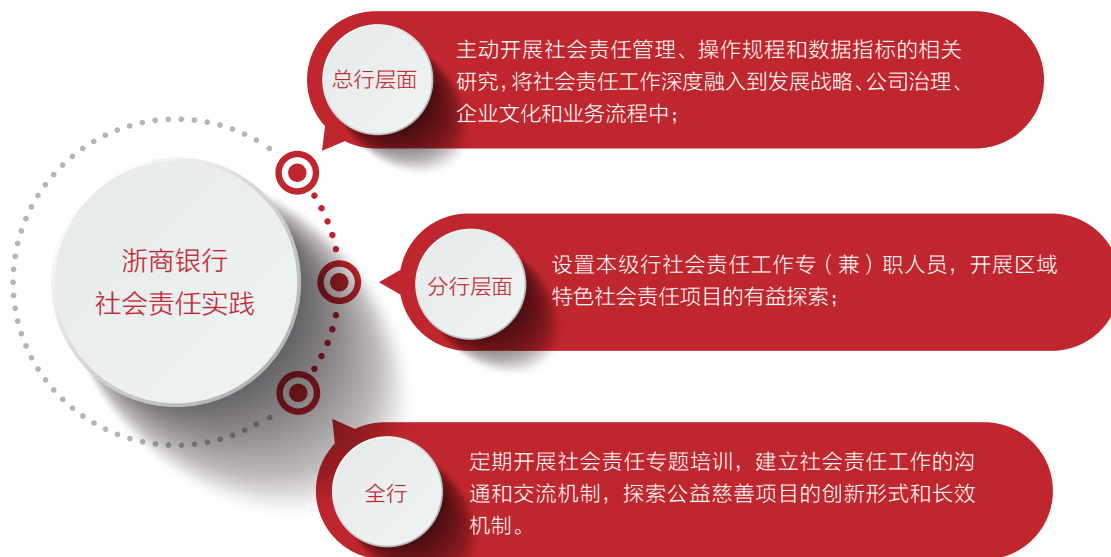 浙商银行
社会责任实践
总行层面
主动开展社会责任管理、操作规程和数据指标的相关
研究，将社会责任工作深度融入到发展战略、公司治理、
企业文化和业务流程中；
分行层面
设置本级行社会责任工作专（兼）职人员，开展区域
特色社会责任项目的有益探索；
全行
定期开展社会责任专题培训，建立社会责任工作的沟
通和交流机制，探索公益慈善项目的创新形式和长效
机制。